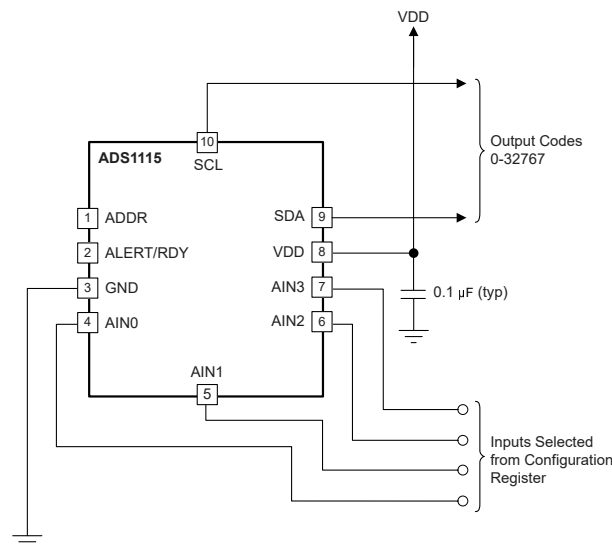 VDD
10
ADS1115
SCL
Output Codes
0-32767
1 ADDR
SDA 9
2 ALERT/RDY
VDD 8
3 GND
AIN3 7
0.1 μF (typ)
4 AIN0
AIN2 6
AIN1
5
Inputs Selected
from Configuration
Register